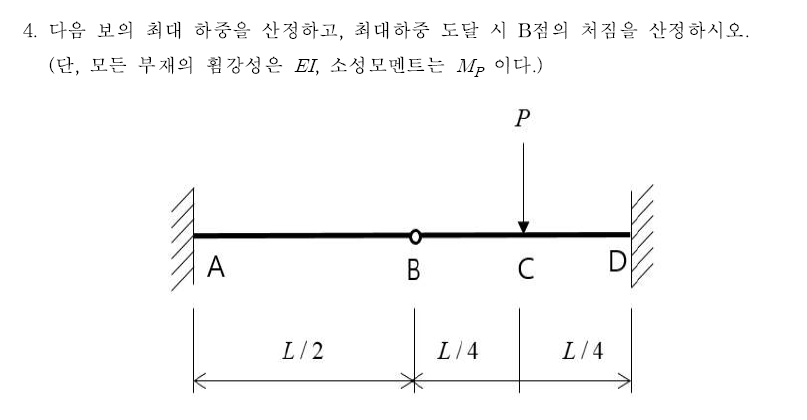 4. 다음 보의 최대 하중을 산정하고, 최대하중 도달 시 B점의 처짐을 산정하시오.
(단, 모든 부재의 휨강성은 EI, 소성모멘트는 M_P 이다.)
P
A
B
C
D
L/2
L/4
L/4